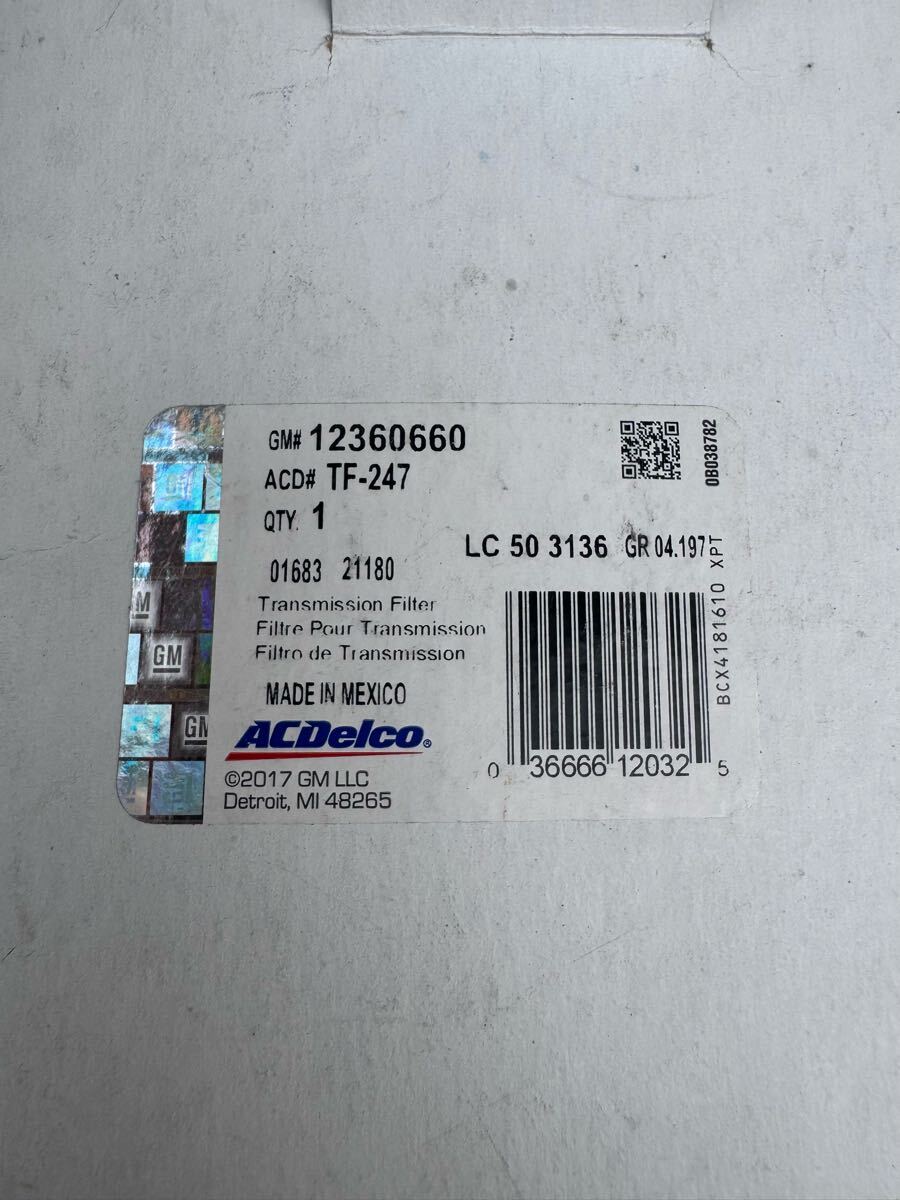 GM# 12360660
ACD# TF-247
QTY. 1
0B038782
LC 50 3136 GR 04.197
01683 21180
Transmission Filter
Filtre Pour Transmission
Filtro de Transmission
MADE IN MEXICO
BCX4181610 XPT
ACDelco®
©2017 GM LLC
Detroit, MI 48265
0 36666 12032 5
GM
GM
GM
M